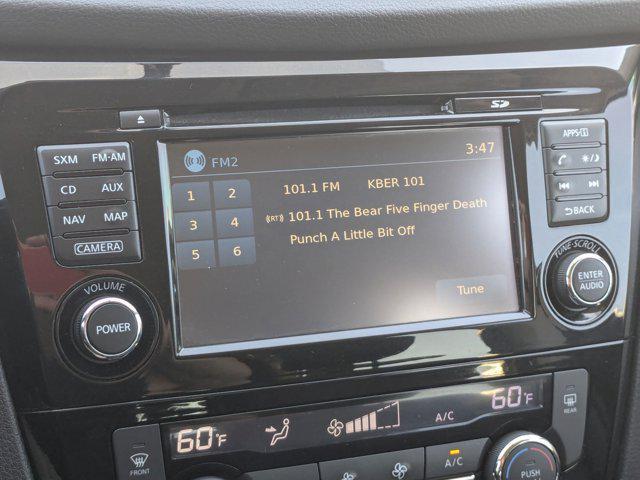 SD
APPS-[i]
SXM FM-AM
FM2 3:47
CD AUX
1 2 101.1 FM KBER 101
3 4 ((RT)) 101.1 The Bear Five Finger Death
5 6 Punch A Little Bit Off
NAV MAP
BACK
CAMERA
Tune
VOLUME
POWER
TUNE·SCROLL
ENTER
AUDIO
60°F A/C 60°F
REAR
FRONT
A/C
PUSH